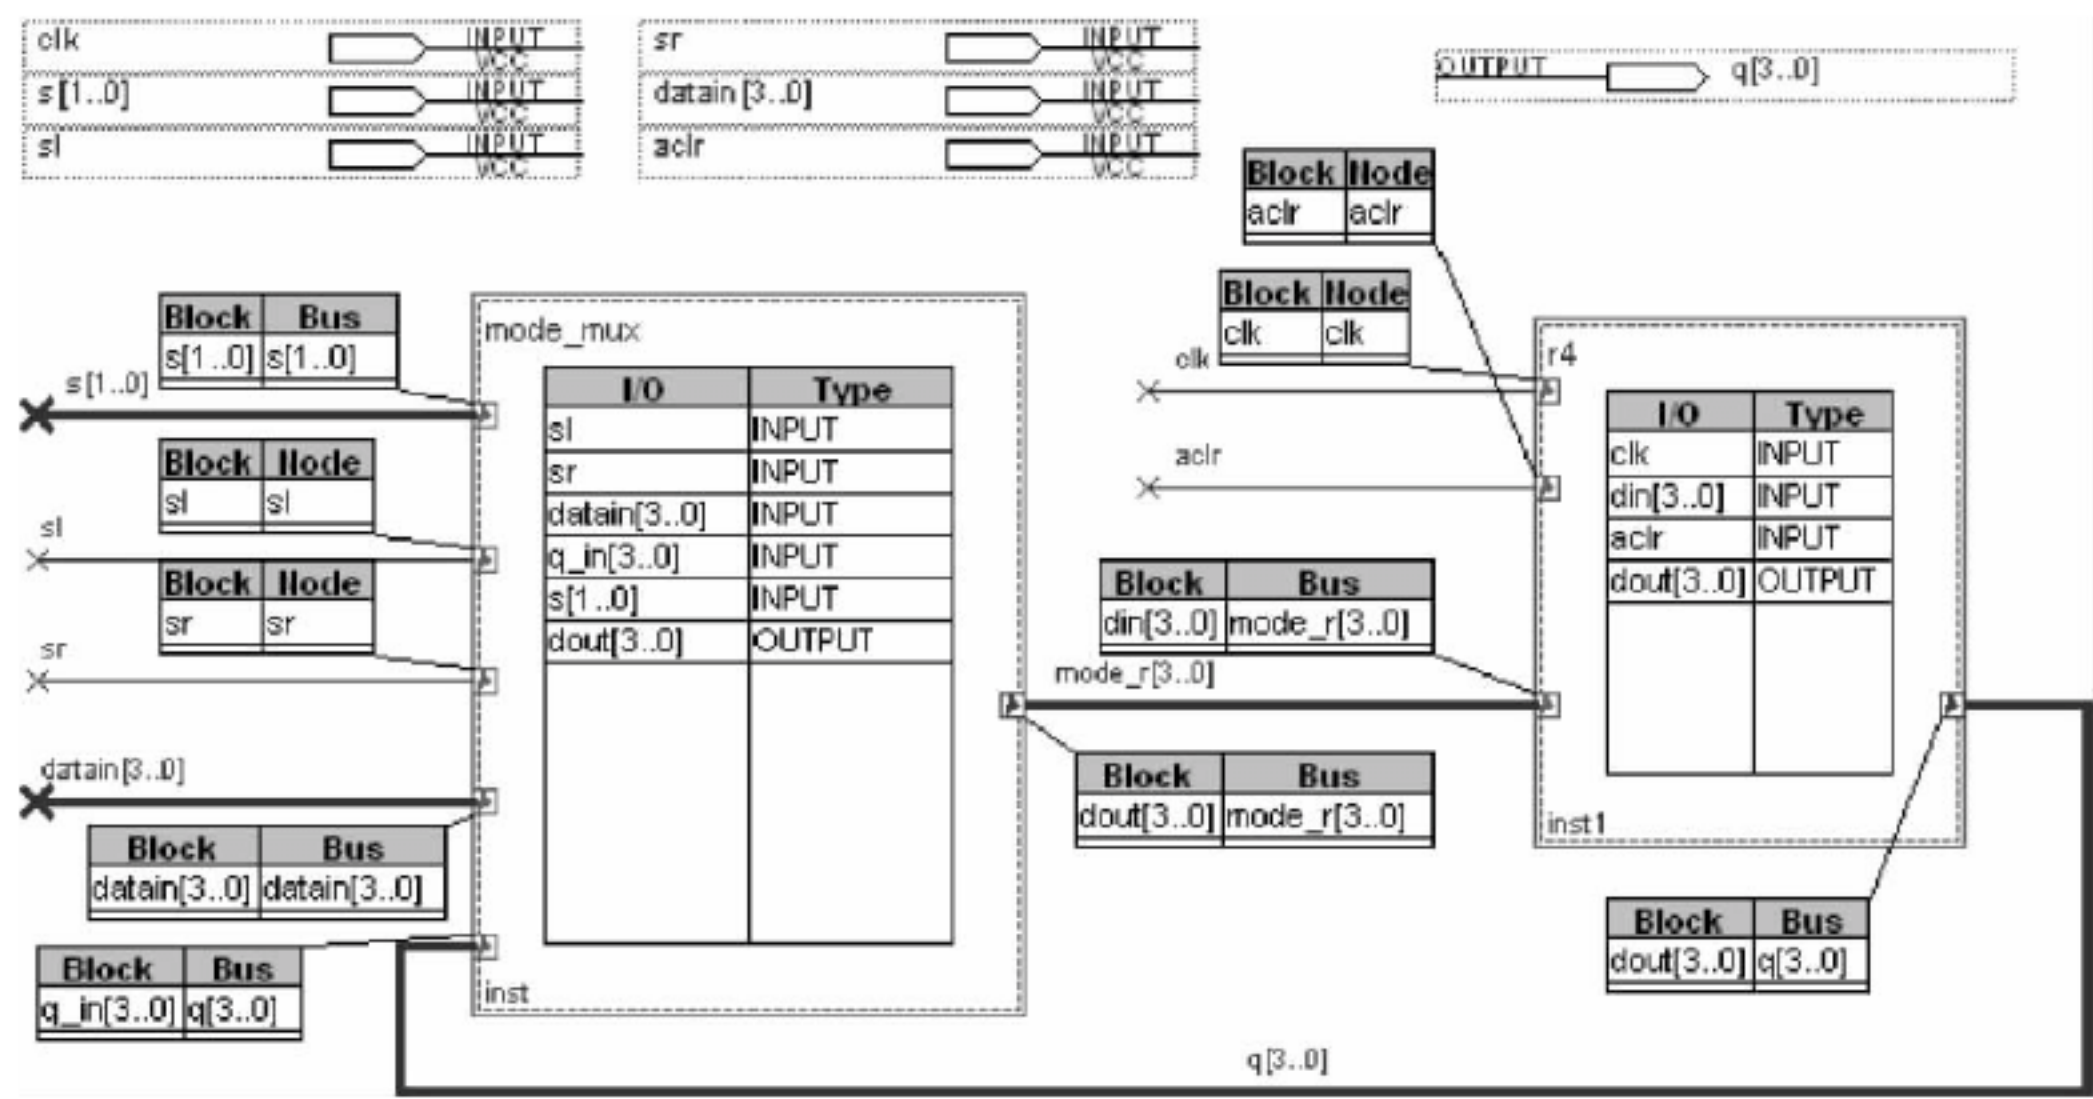 clk INPUT VCC
s[1..0] INPUT VCC
sl INPUT VCC
sr INPUT VCC
datain[3..0] INPUT VCC
aclr INPUT VCC
OUTPUT q[3..0]
Block Node
aclr aclr
Block Node
clk clk
clk
aclr
Block Bus
s[1..0] s[1..0]
s[1..0]
Block Node
sl sl
sl
Block Node
sr sr
sr
datain[3..0]
Block Bus
datain[3..0] datain[3..0]
Block Bus
q_in[3..0] q[3..0]
mode_mux
I/O Type
sl INPUT
sr INPUT
datain[3..0] INPUT
q_in[3..0] INPUT
s[1..0] INPUT
dout[3..0] OUTPUT
inst
Block Bus
din[3..0] mode_r[3..0]
mode_r[3..0]
Block Bus
dout[3..0] mode_r[3..0]
r4
I/O Type
clk INPUT
din[3..0] INPUT
aclr INPUT
dout[3..0] OUTPUT
inst1
Block Bus
dout[3..0] q[3..0]
q[3..0]